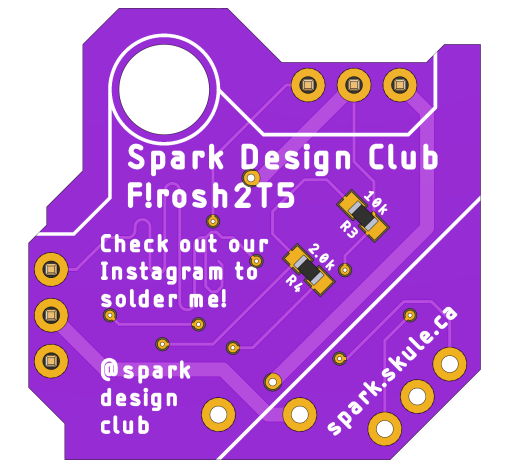 Spark Design Club
F!rosh2T5
Check out our
Instagram to
solder me!
10k
R3
2.0k
R4
@spark
design
club
spark.skule.ca